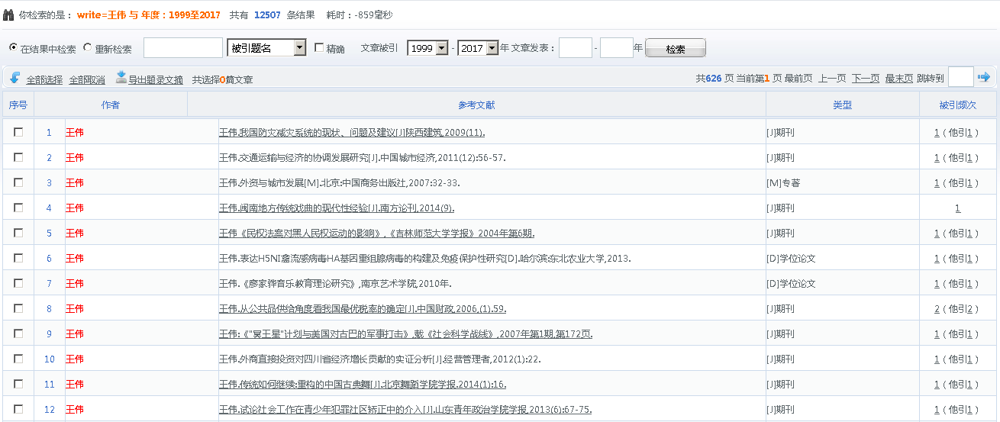 你检索的是： write=王伟 与 年度：1999至2017 共有 12507 条结果 耗时：-859毫秒
在结果中检索 重新检索 被引题名 精确 文章被引 1999 - 2017 年 文章发表： - 年 检索
全部选择 全部取消 导出题录文摘 共选择0篇文章 共626 页 当前第1 页 最前页 上一页 下一页 最末页 跳转到
序号 作者 参考文献 类型 被引频次
1 王伟 王伟.我国防灾减灾系统的现状、问题及建议[J]陕西建筑,2009(11). [J]期刊 1（他引1）
2 王伟 王伟.交通运输与经济的协调发展研究[J].中国城市经济,2011(12):56-57. [J]期刊 1（他引1）
3 王伟 王伟.外资与城市发展[M].北京:中国商务出版社,2007:32-33. [M]专著 1（他引1）
4 王伟 王伟.闽南地方传统戏曲的现代性经验[J].南方论刊,2014(9). [J]期刊 1
5 王伟 王伟《民权法案对黑人民权运动的影响》,《吉林师范大学学报》2004年第6期. [J]期刊 1（他引1）
6 王伟 王伟.表达H5N1禽流感病毒HA基因重组腺病毒的构建及免疫保护性研究[D].哈尔滨:东北农业大学,2013. [D]学位论文 1（他引1）
7 王伟 王伟.《廖家骅音乐教育理论研究》,南京艺术学院,2010年. [D]学位论文 1（他引1）
8 王伟 王伟.从公共品供给角度看我国最优税率的确定[J].中国财政,2006,(1).59. [J]期刊 2（他引2）
9 王伟 王伟:《"冥王星"计划与美国对古巴的军事打击》,载《社会科学战线》,2007年第1期,第172页. [J]期刊 1（他引1）
10 王伟 王伟.外商直接投资对四川省经济增长贡献的实证分析[J].经营管理者,2012(1):22. [J]期刊 1（他引1）
11 王伟 王伟.传统如何继续:重构的中国古典舞[J].北京舞蹈学院学报.2014(1):16. [J]期刊 1（他引1）
12 王伟 王伟.试论社会工作在青少年犯罪社区矫正中的介入[J].山东青年政治学院学报,2013(6):67-75. [J]期刊 1（他引1）